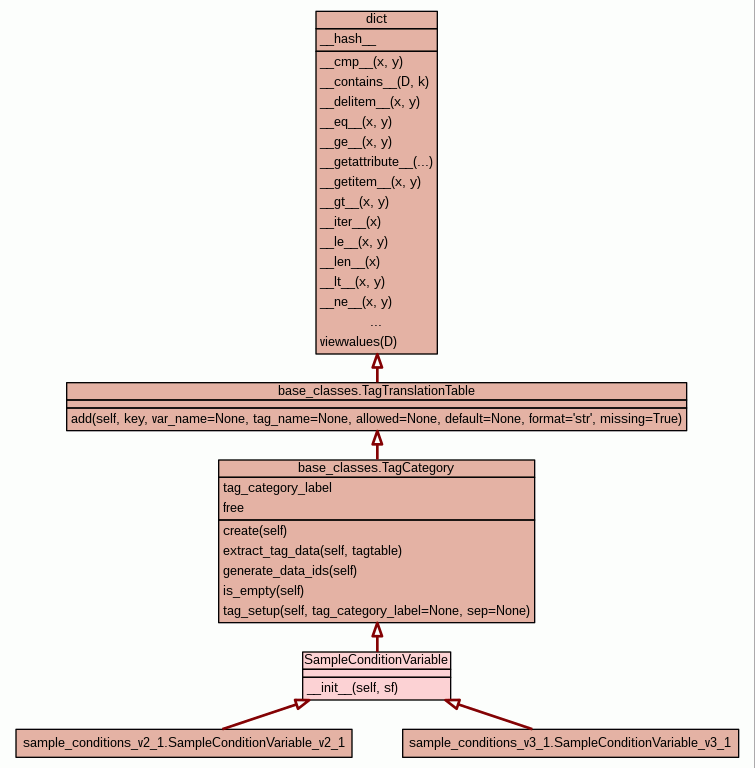 dict
__hash__
__cmp__(x, y)
__contains__(D, k)
__delitem__(x, y)
__eq__(x, y)
__ge__(x, y)
__getattribute__(...)
__getitem__(x, y)
__gt__(x, y)
__iter__(x)
__le__(x, y)
__len__(x)
__lt__(x, y)
__ne__(x, y)
...
viewvalues(D)
base_classes.TagTranslationTable
add(self, key, var_name=None, tag_name=None, allowed=None, default=None, format='str', missing=True)
base_classes.TagCategory
tag_category_label
free
create(self)
extract_tag_data(self, tagtable)
generate_data_ids(self)
is_empty(self)
tag_setup(self, tag_category_label=None, sep=None)
SampleConditionVariable
__init__(self, sf)
sample_conditions_v2_1.SampleConditionVariable_v2_1
sample_conditions_v3_1.SampleConditionVariable_v3_1